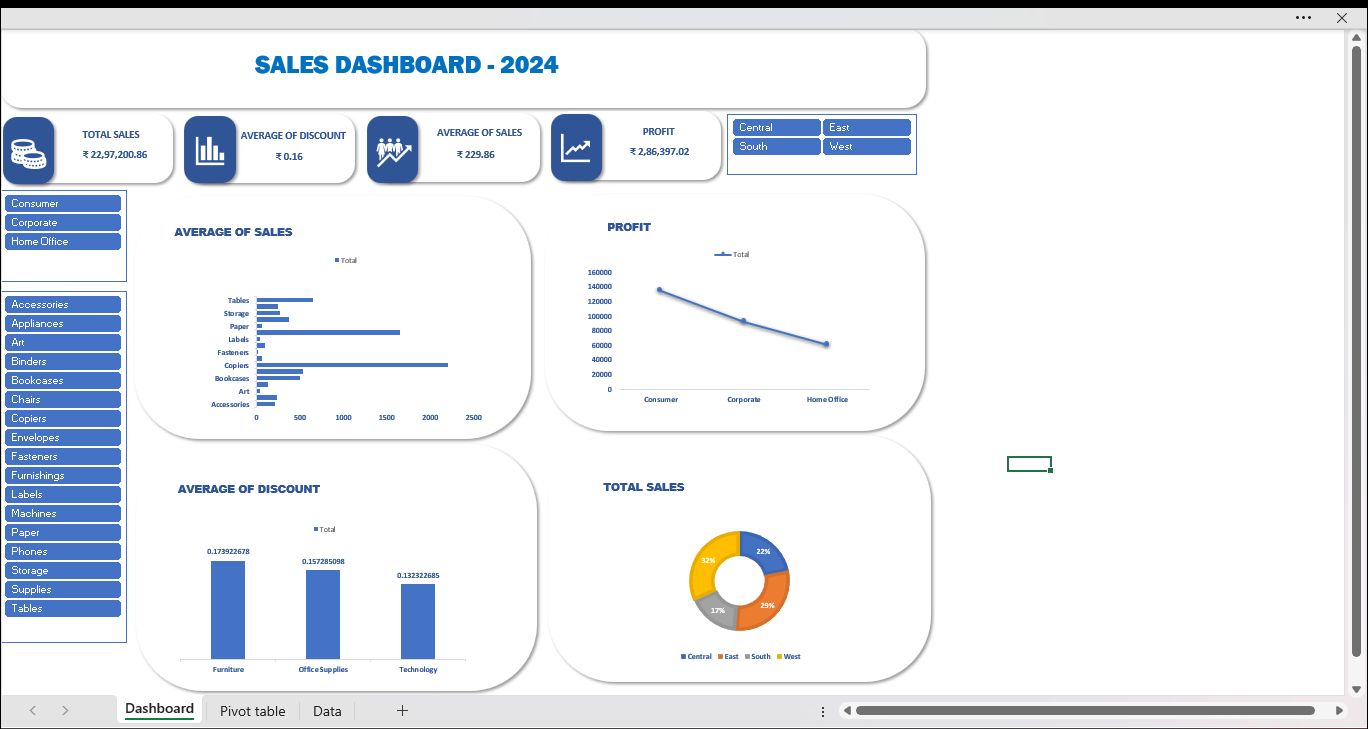 SALES DASHBOARD - 2024
TOTAL SALES
₹ 22,97,200.86
AVERAGE OF DISCOUNT
₹ 0.16
AVERAGE OF SALES
₹ 229.86
PROFIT
₹ 2,86,397.02
Central
East
South
West
Consumer
Corporate
Home Office
Accessories
Appliances
Art
Binders
Bookcases
Chairs
Copiers
Envelopes
Fasteners
Furnishings
Labels
Machines
Paper
Phones
Storage
Supplies
Tables
AVERAGE OF SALES
Total
Tables
Storage
Paper
Labels
Fasteners
Copiers
Bookcases
Art
Accessories
0 500 1000 1500 2000 2500
PROFIT
Total
160000
140000
120000
100000
80000
60000
40000
20000
0
Consumer Corporate Home Office
AVERAGE OF DISCOUNT
Total
0.173922678
0.157285098
0.132322685
Furniture Office Supplies Technology
TOTAL SALES
22%
29%
17%
32%
Central East South West
Dashboard Pivot table Data